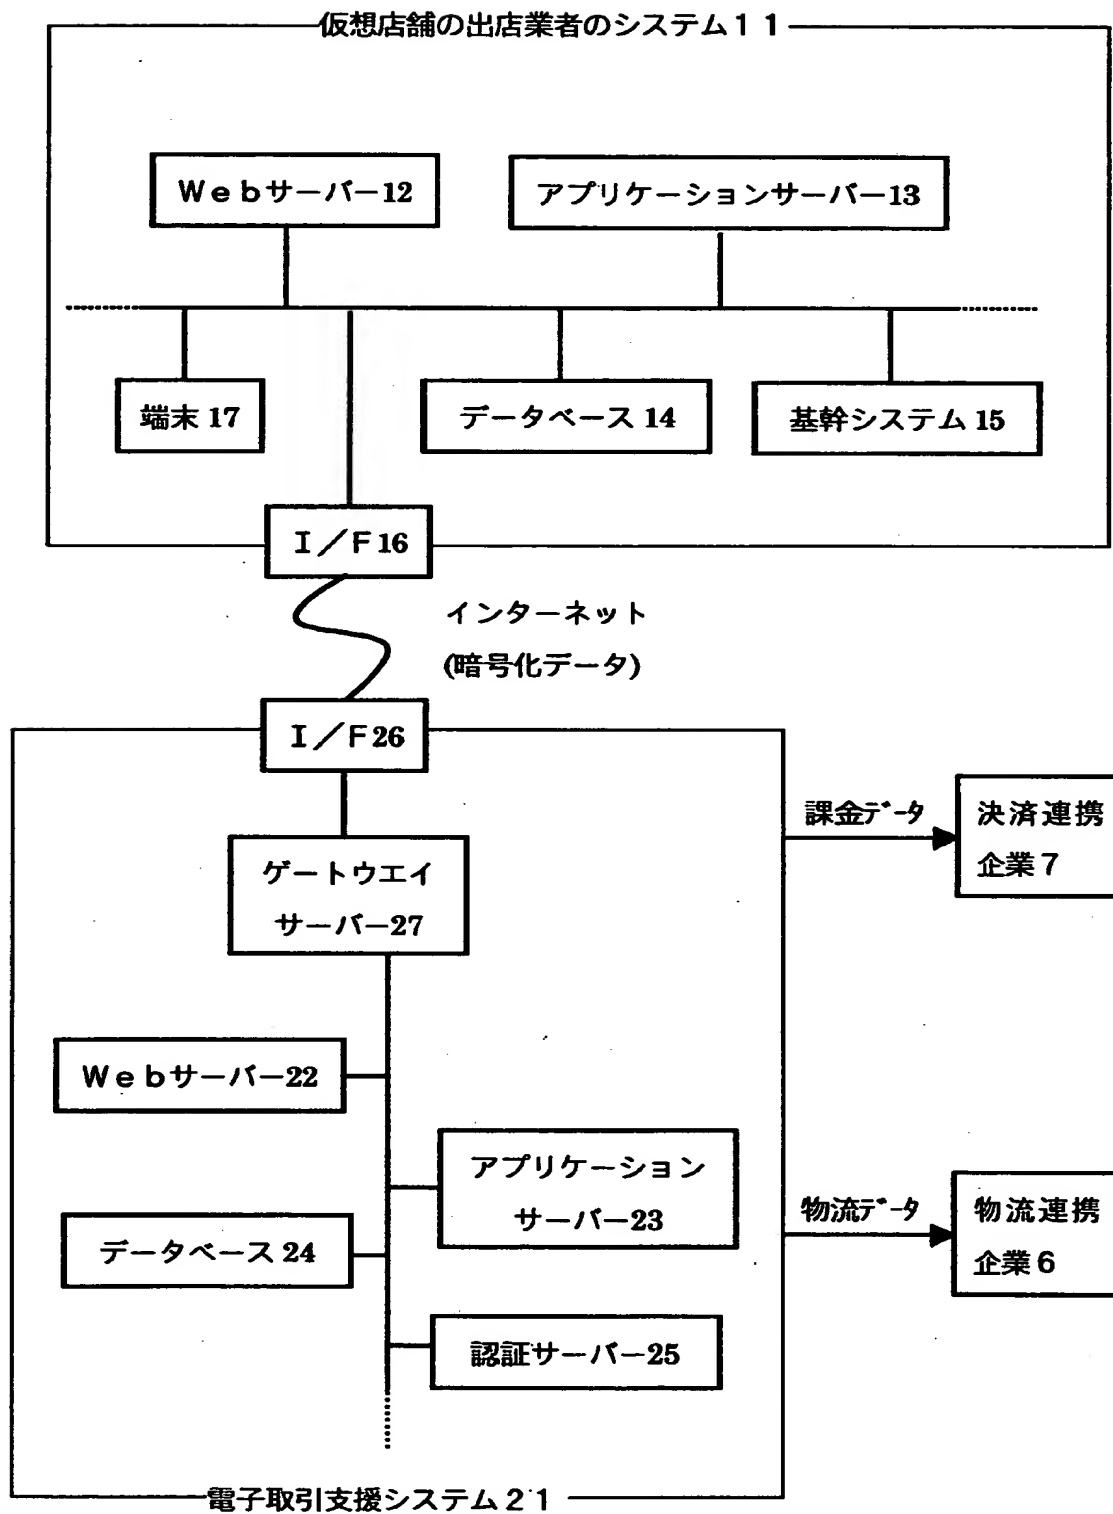 仮想店舗の出店業者のシステム11
Webサーバー12
アプリケーションサーバー13
端末17
データベース14
基幹システム15
I/F16
インターネット
(暗号化データ)
I/F26
ゲートウエイ
サーバー27
課金データ
決済連携
企業7
Webサーバー22
アプリケーション
サーバー23
物流データ
物流連携
企業6
データベース24
認証サーバー25
電子取引支援システム21